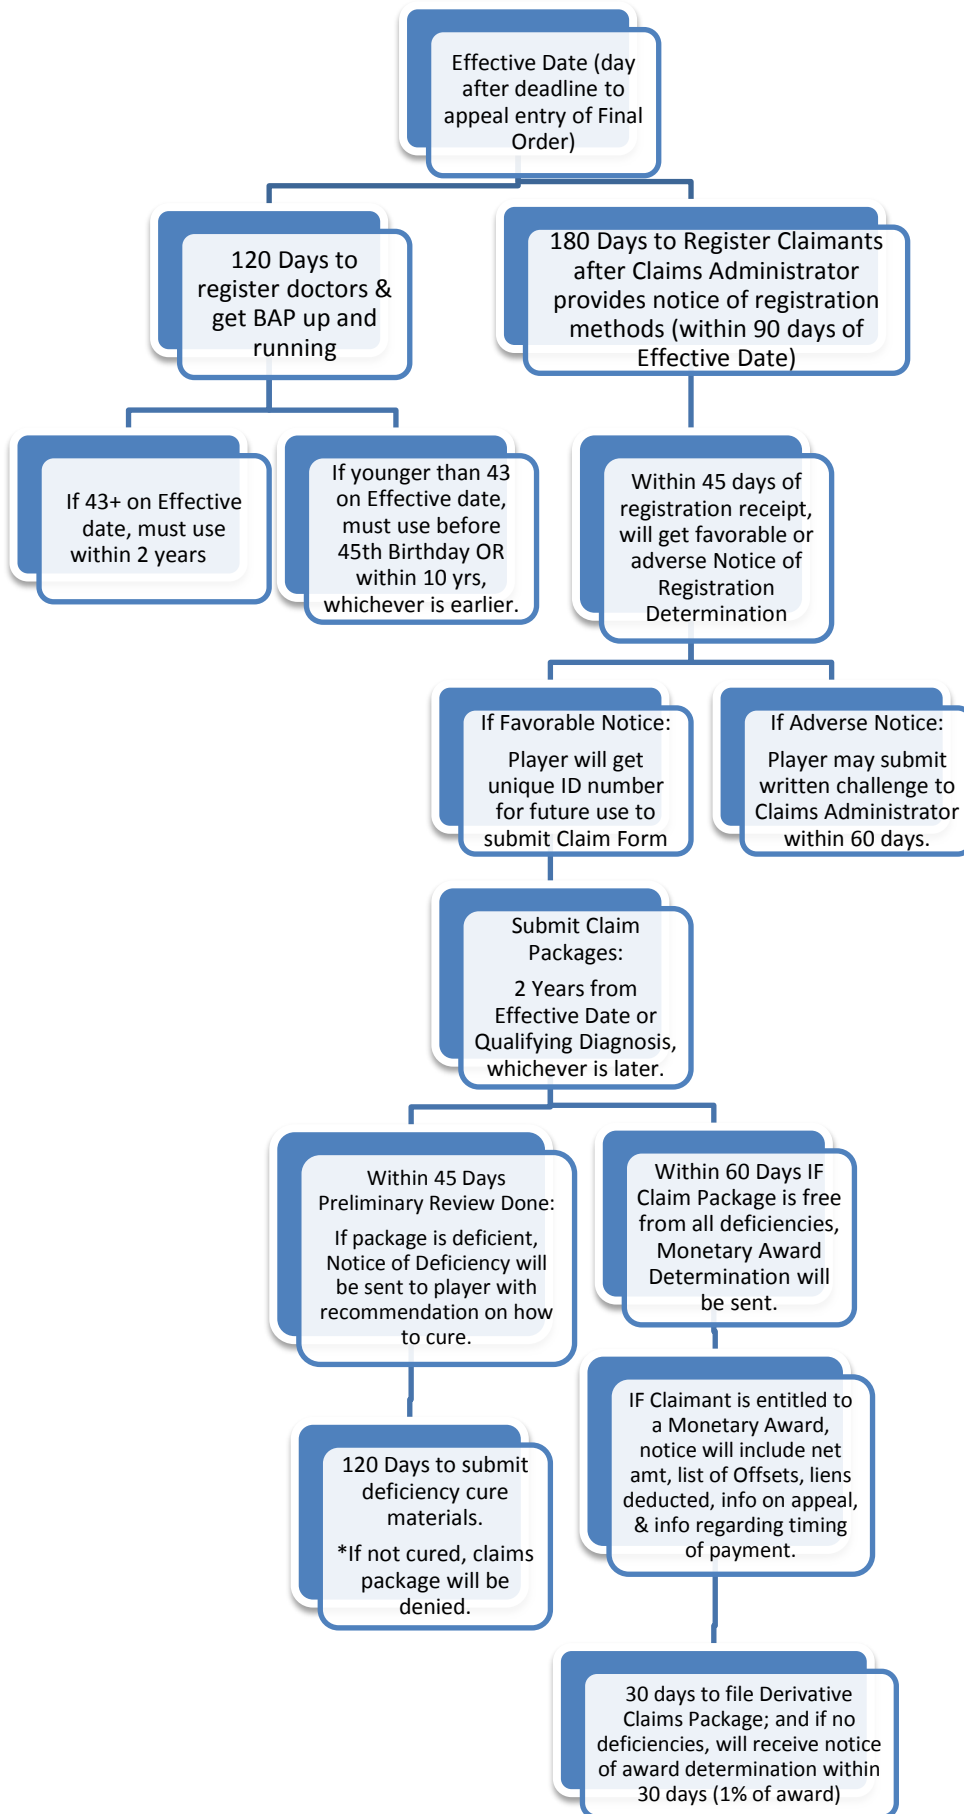 Effective Date (day
after deadline to
appeal entry of Final
Order)
120 Days to
register doctors &
get BAP up and
running
180 Days to Register Claimants
after Claims Administrator
provides notice of registration
methods (within 90 days of
Effective Date)
If 43+ on Effective
date, must use
within 2 years
If younger than 43
on Effective date,
must use before
45th Birthday OR
within 10 yrs,
whichever is earlier.
Within 45 days of
registration receipt,
will get favorable or
adverse Notice of
Registration
Determination
If Favorable Notice:
Player will get
unique ID number
for future use to
submit Claim Form
If Adverse Notice:
Player may submit
written challenge to
Claims Administrator
within 60 days.
Submit Claim
Packages:
2 Years from
Effective Date or
Qualifying Diagnosis,
whichever is later.
Within 45 Days
Preliminary Review Done:
If package is deficient,
Notice of Deficiency will
be sent to player with
recommendation on how
to cure.
Within 60 Days IF
Claim Package is free
from all deficiencies,
Monetary Award
Determination will
be sent.
120 Days to submit
deficiency cure
materials.
*If not cured, claims
package will be
denied.
IF Claimant is entitled to
a Monetary Award,
notice will include net
amt, list of Offsets, liens
deducted, info on appeal,
& info regarding timing
of payment.
30 days to file Derivative
Claims Package; and if no
deficiencies, will receive notice
of award determination within
30 days (1% of award)